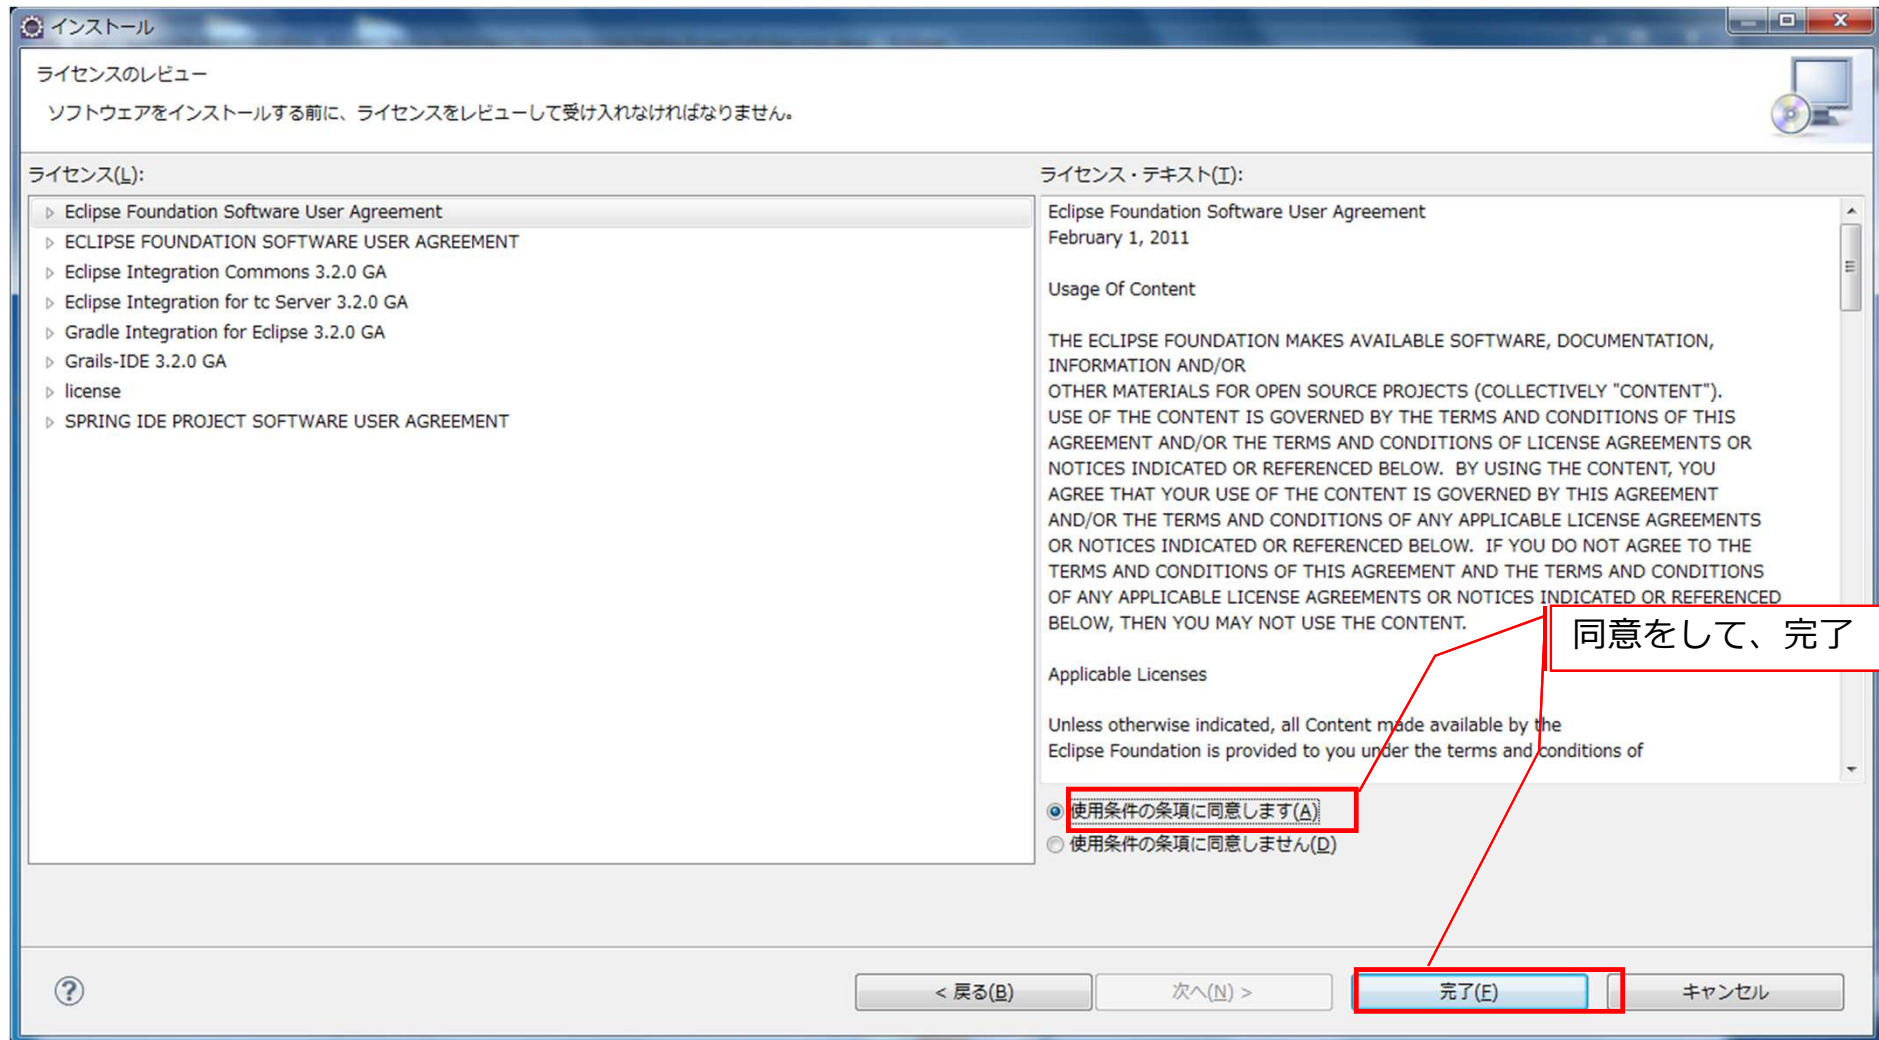 インストール
ライセンスのレビュー
ソフトウェアをインストールする前に、ライセンスをレビューして受け入れなければなりません。
ライセンス(L):
Eclipse Foundation Software User Agreement
ECLIPSE FOUNDATION SOFTWARE USER AGREEMENT
Eclipse Integration Commons 3.2.0 GA
Eclipse Integration for tc Server 3.2.0 GA
Gradle Integration for Eclipse 3.2.0 GA
Grails-IDE 3.2.0 GA
license
SPRING IDE PROJECT SOFTWARE USER AGREEMENT
ライセンス・テキスト(T):
Eclipse Foundation Software User Agreement
February 1, 2011
Usage Of Content
THE ECLIPSE FOUNDATION MAKES AVAILABLE SOFTWARE, DOCUMENTATION,
INFORMATION AND/OR
OTHER MATERIALS FOR OPEN SOURCE PROJECTS (COLLECTIVELY "CONTENT").
USE OF THE CONTENT IS GOVERNED BY THE TERMS AND CONDITIONS OF THIS
AGREEMENT AND/OR THE TERMS AND CONDITIONS OF LICENSE AGREEMENTS OR
NOTICES INDICATED OR REFERENCED BELOW.  BY USING THE CONTENT, YOU
AGREE THAT YOUR USE OF THE CONTENT IS GOVERNED BY THIS AGREEMENT
AND/OR THE TERMS AND CONDITIONS OF ANY APPLICABLE LICENSE AGREEMENTS
OR NOTICES INDICATED OR REFERENCED BELOW.  IF YOU DO NOT AGREE TO THE
TERMS AND CONDITIONS OF THIS AGREEMENT AND THE TERMS AND CONDITIONS
OF ANY APPLICABLE LICENSE AGREEMENTS OR NOTICES INDICATED OR REFERENCED
BELOW, THEN YOU MAY NOT USE THE CONTENT.
Applicable Licenses
Unless otherwise indicated, all Content made available by the
Eclipse Foundation is provided to you under the terms and conditions of
同意をして、完了
使用条件の条項に同意します(A)
使用条件の条項に同意しません(D)
< 戻る(B)
次へ(N) >
完了(F)
キャンセル